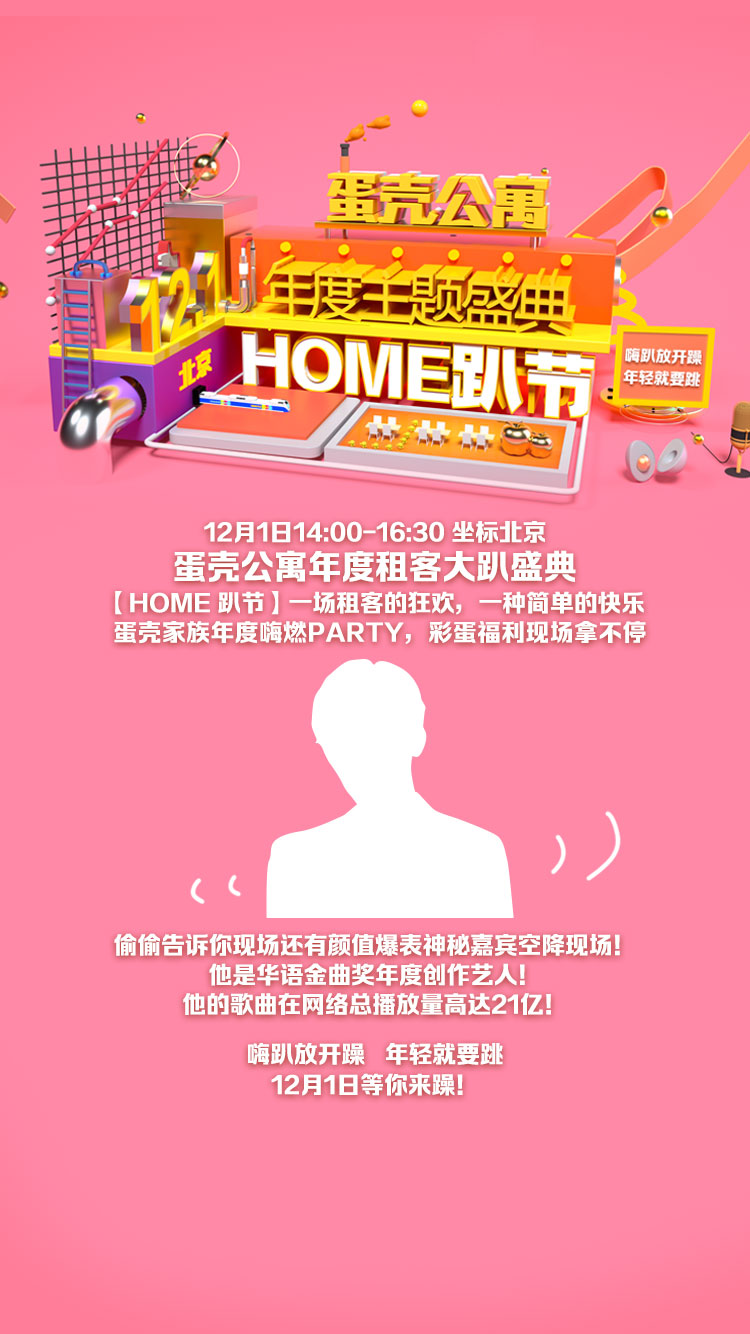 蛋壳公寓
12.1
年度主题盛典
北京
HOME趴节
嗨趴放开躁
年轻就要跳
12月1日14:00-16:30 坐标北京
蛋壳公寓年度租客大趴盛典
【HOME 趴节】一场租客的狂欢，一种简单的快乐
蛋壳家族年度嗨燃PARTY，彩蛋福利现场拿不停
偷偷告诉你现场还有颜值爆表神秘嘉宾空降现场！
他是华语金曲奖年度创作艺人！
他的歌曲在网络总播放量高达21亿！
嗨趴放开躁 年轻就要跳
12月1日等你来躁！